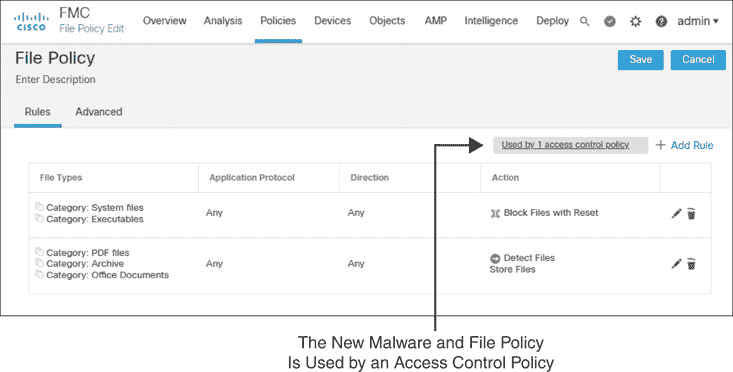 FMC
CISCO
File Policy Edit
Overview Analysis Policies Devices Objects AMP Intelligence Deploy admin
File Policy
Enter Description
Save Cancel
Rules Advanced
Used by 1 access control policy + Add Rule
File Types Application Protocol Direction Action
Category: System files
Category: Executables
Any Any Block Files with Reset
Category: PDF files
Category: Archive
Category: Office Documents
Any Any Detect Files
Store Files
The New Malware and File Policy
Is Used by an Access Control Policy